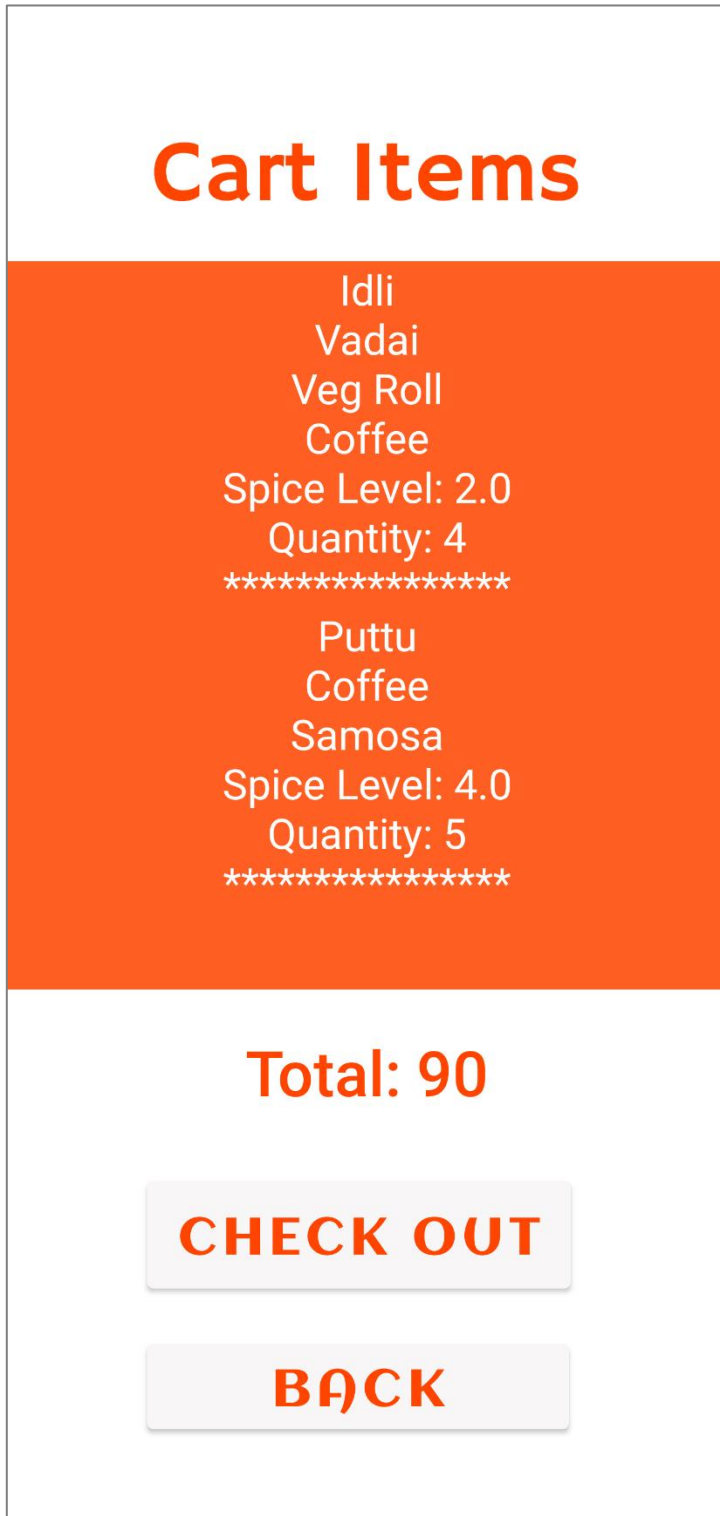 Cart Items
Idli
Vadai
Veg Roll
Coffee
Spice Level: 2.0
Quantity: 4
****************
Puttu
Coffee
Samosa
Spice Level: 4.0
Quantity: 5
****************
Total: 90
CHECK OUT
BACK